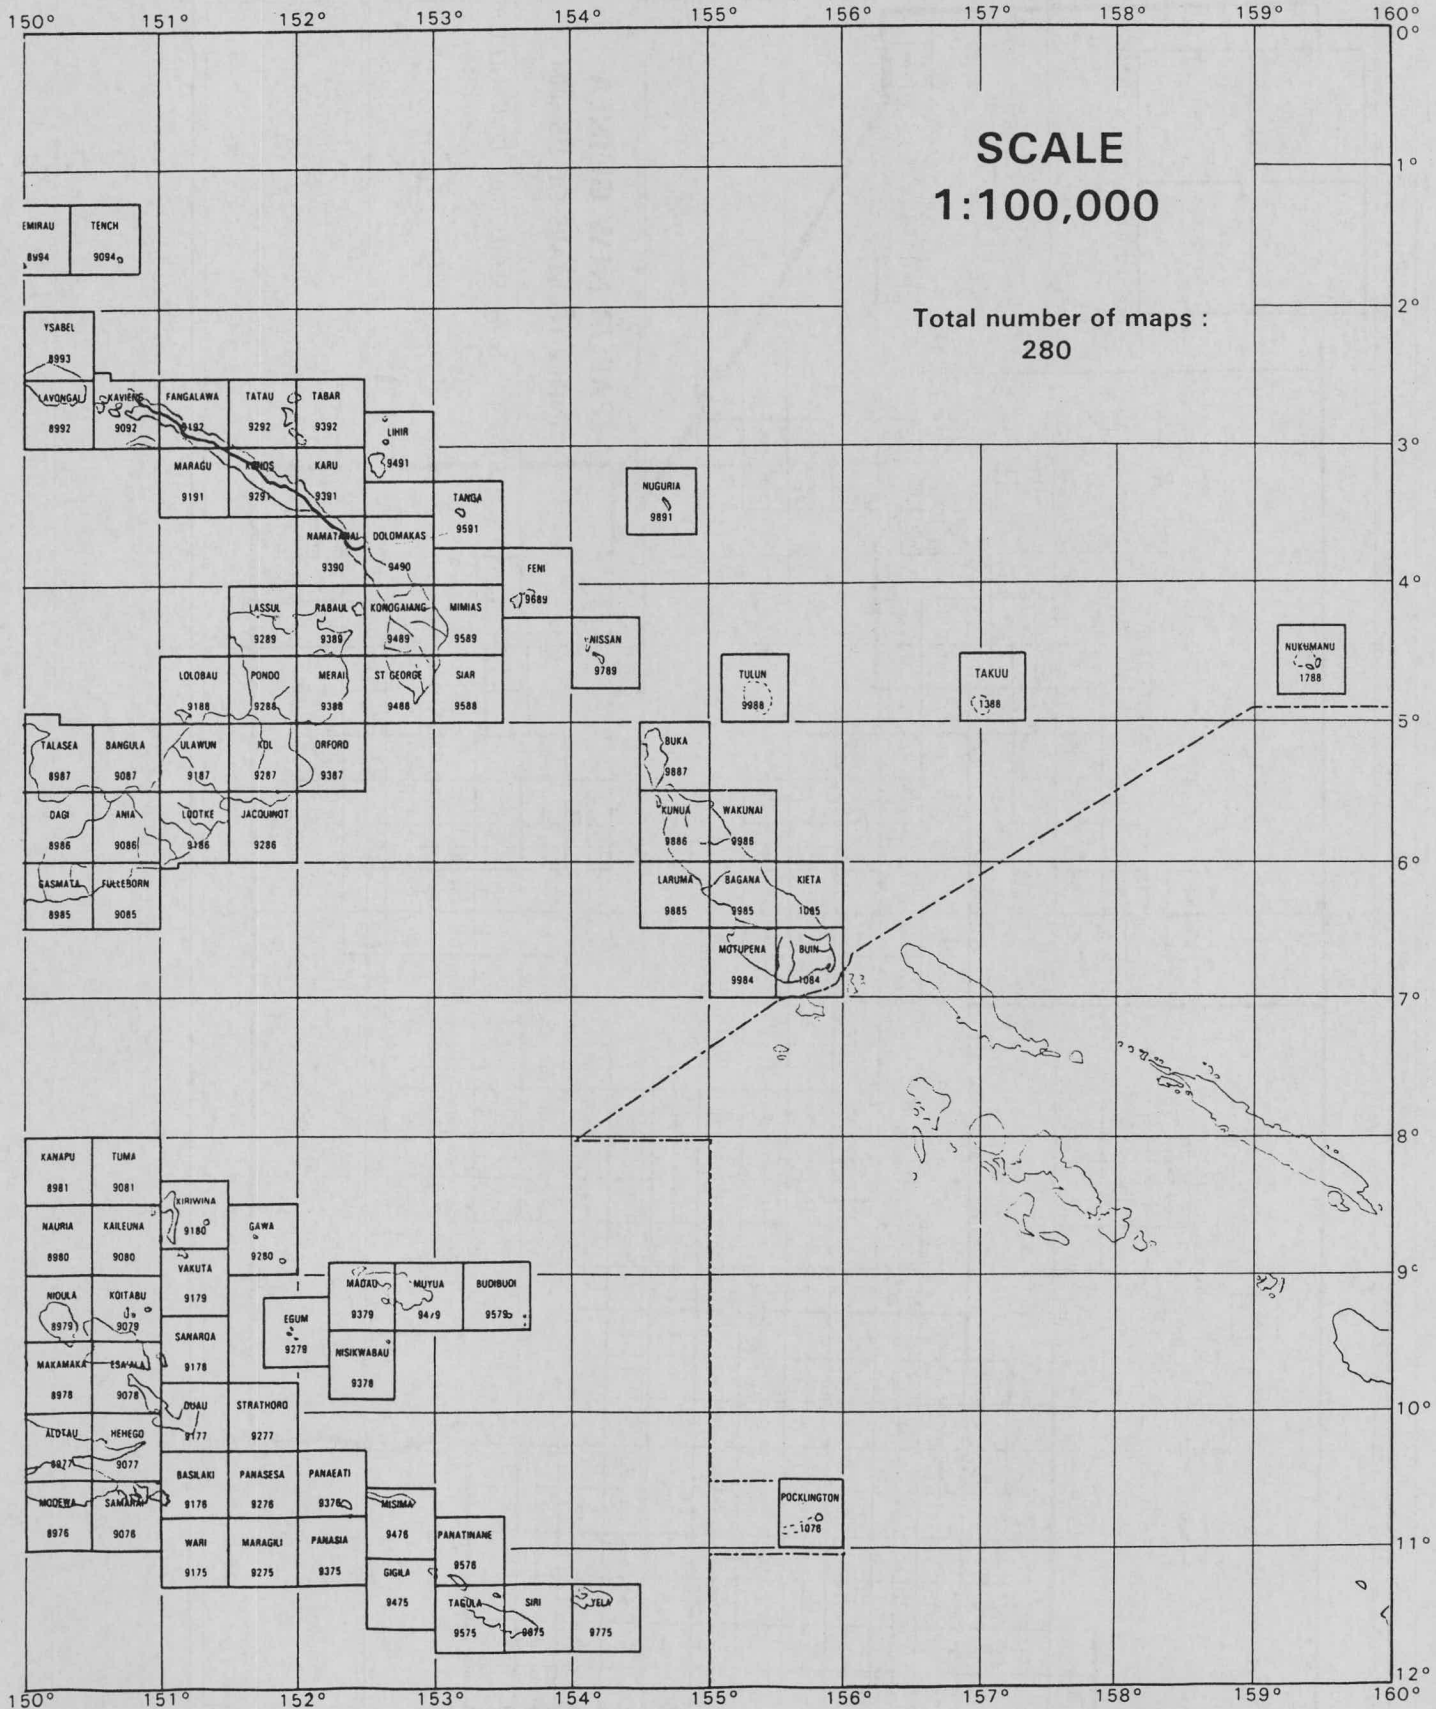 150° 151° 152° 153° 154° 155° 156° 157° 158° 159° 160°
0°
SCALE
1:100,000
1°
EMIRAU TENCH
8994 9094
2°
Total number of maps :
280
YSABEL
8993
LAVONGAI KAVIENG FANGALAWA TATAU TABAR
8992 9092 9192 9292 9392
LIHIR
9491
3°
MARAGU KONOS KARU
9191 9291 9391
TANGA
9591
NUGURIA
9891
NAMATANAI DOLOMAKAS
9390 9490
FENI
9689
4°
LASSUL RABAUL KONOGAIANG MIMIAS
9289 9389 9489 9589
NISSAN
9789
NUKUMANU
1788
LOLOBAU PONDO MERAI ST GEORGE SIAR
9188 9288 9388 9488 9588
TULUN TAKUU
9988 1388
5°
TALASEA BANGULA ULAWUN KOL ORFORD
8987 9087 9187 9287 9387
BUKA
9887
DAGI ANIA LOOTKE JACQUINOT
8986 9086 9186 9286
KUNUA WAKUNAI
9886 9986
6°
GASMATA FULLEBORN
8985 9085
LARUMA BAGANA KIETA
9885 9985 1085
MOTUPENA BUIN
9984 1084
7°
8°
KANAPU TUMA
8981 9081
KIRIWINA
9180
NAURIA KAILEUNA GAWA
8980 9080 9280
9°
VAKUTA
9179
NIOULA KOITABU
8979 9079
MADAU MUYUA BUDIBUDI
9379 9479 9579
EGUM
9279
SANAROA
9178
MAKAMAKA ESA'ALA
8978 9078
NISIKWABAU
9378
DUAU STRATHORD
9177 9277
10°
ALOTAU HEHEGO
8977 9077
BASILAKI PANASESA PANAEATI
9176 9276 9376
MODEWA SAMARAI
8976 9076
MISIMA
9476
POCKLINGTON
1076
WARI MARAGILI PANASIA
9175 9275 9375
PANATINANE
9576
11°
GIGILA
9475
TAGULA SIRI YELA
9575 9675 9775
12°
150° 151° 152° 153° 154° 155° 156° 157° 158° 159° 160°